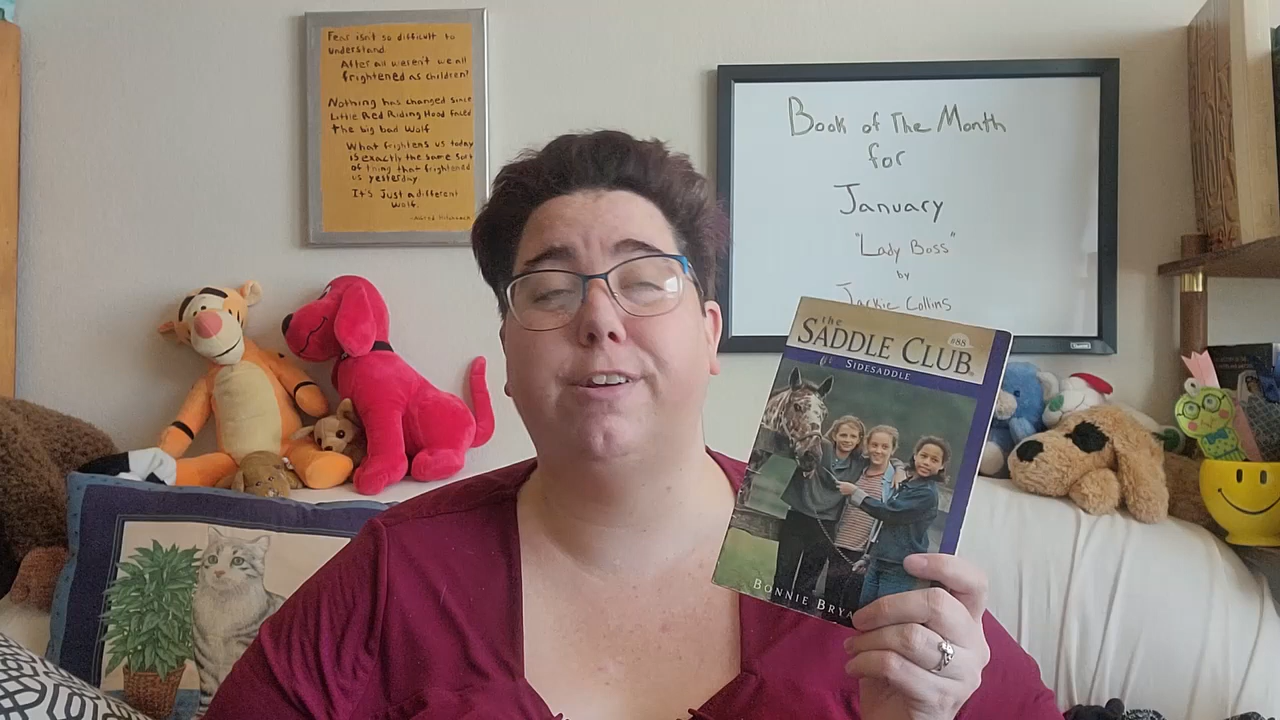 Fear isn't so difficult to
understand.
After all weren't we all
frightened as children?
Nothing has changed since
Little Red Riding Hood faced
the big bad Wolf.
What frightens us today
is exactly the same sort
of thing that frightened
us yesterday.
It's Just a different
Wolf.
Book of The Month
for
January
"Lady Boss"
by
Jackie Collins
the
SADDLE CLUB
#88
SIDESADDLE
BONNIE BRYA